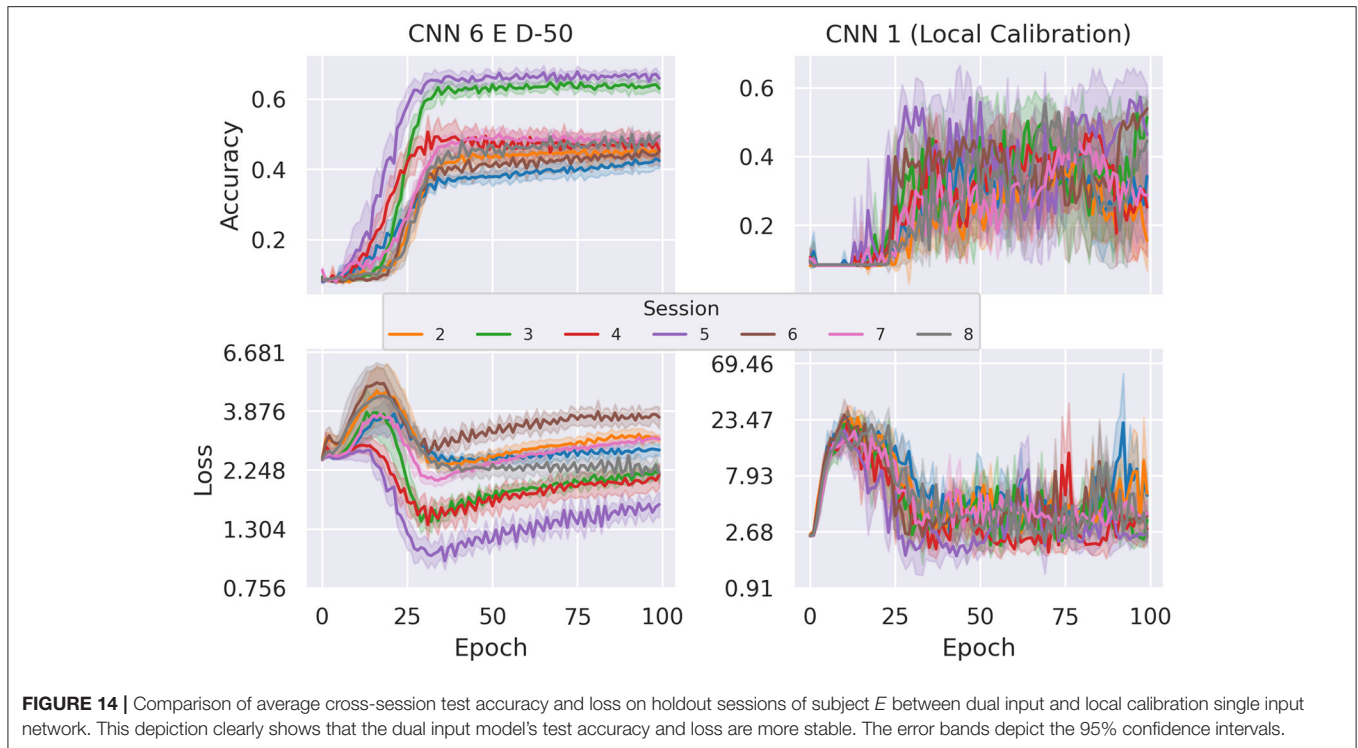 CNN 6 E D-50
CNN 1 (Local Calibration)
Accuracy
0.6
0.4
0.2
0.6
0.4
0.2
Session
2 3 4 5 6 7 8
Loss
6.681
3.876
2.248
1.304
0.756
69.46
23.47
7.93
2.68
0.91
0 25 50 75 100
0 25 50 75 100
Epoch
Epoch
FIGURE 14 | Comparison of average cross-session test accuracy and loss on holdout sessions of subject E between dual input and local calibration single input
network. This depiction clearly shows that the dual input model's test accuracy and loss are more stable. The error bands depict the 95% confidence intervals.